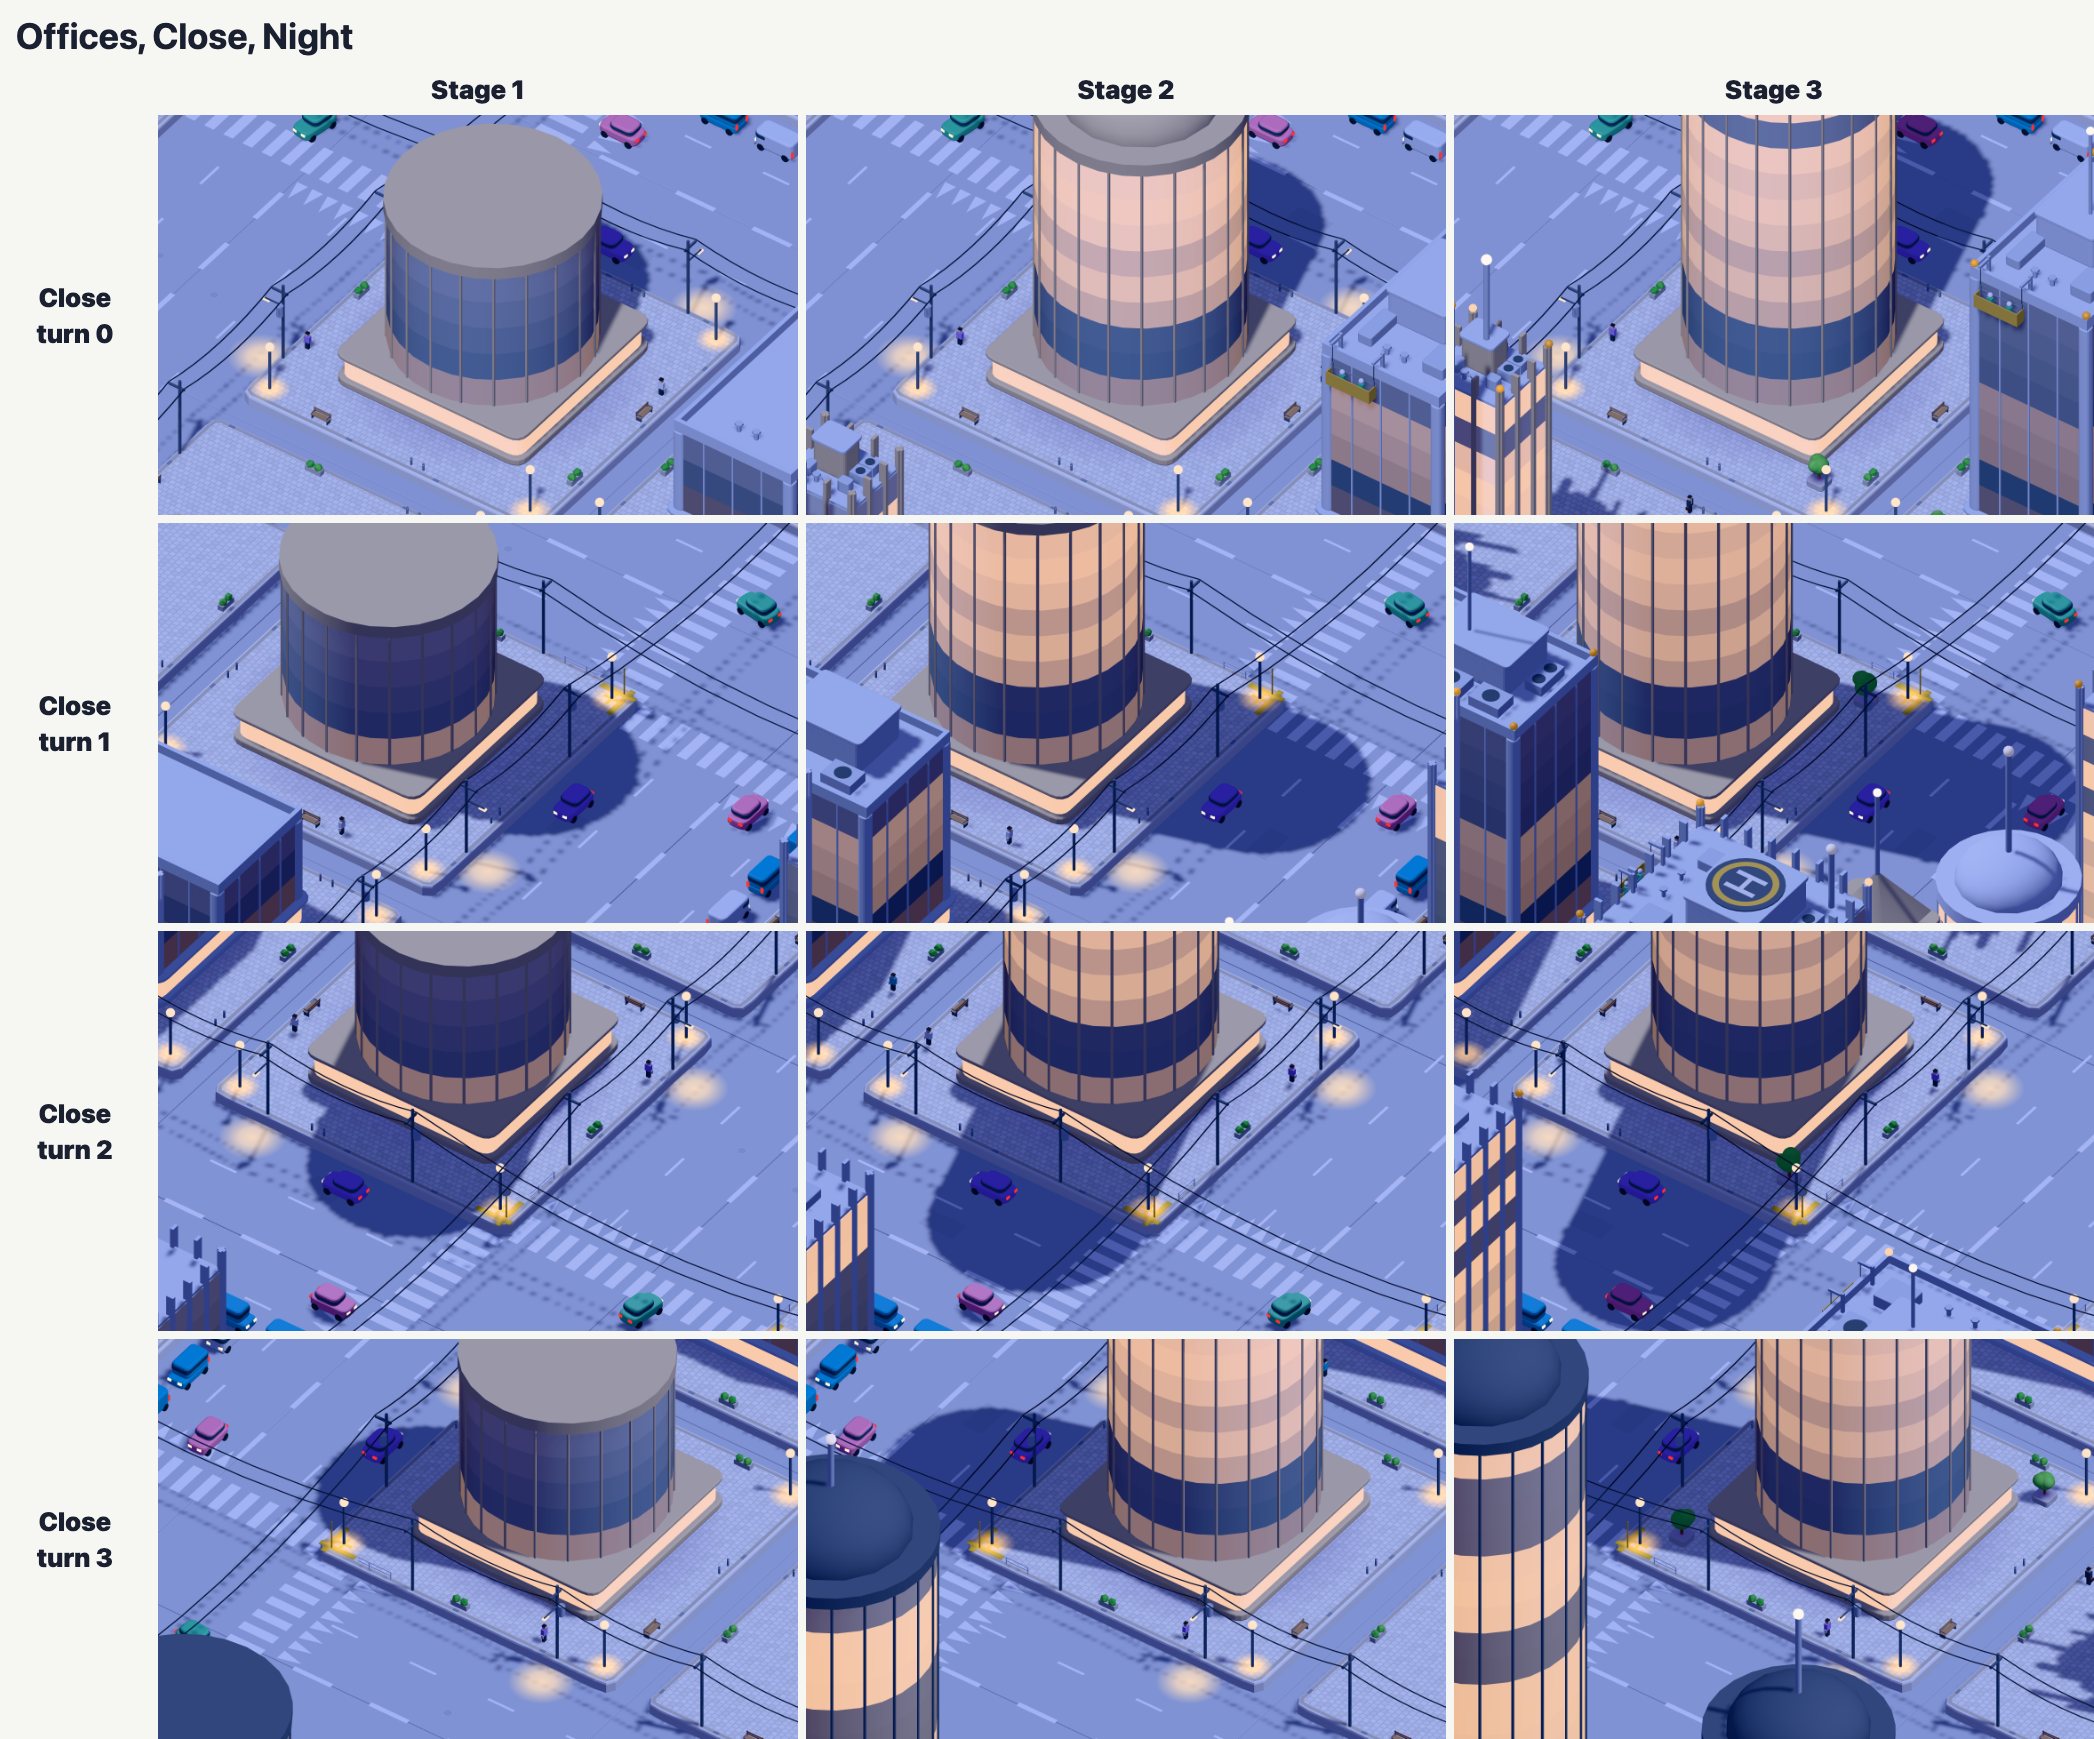 Offices, Close, Night
Stage 1
Stage 2
Stage 3
Close
turn 0
H
Close
turn 1
Close
turn 2
Close
turn 3